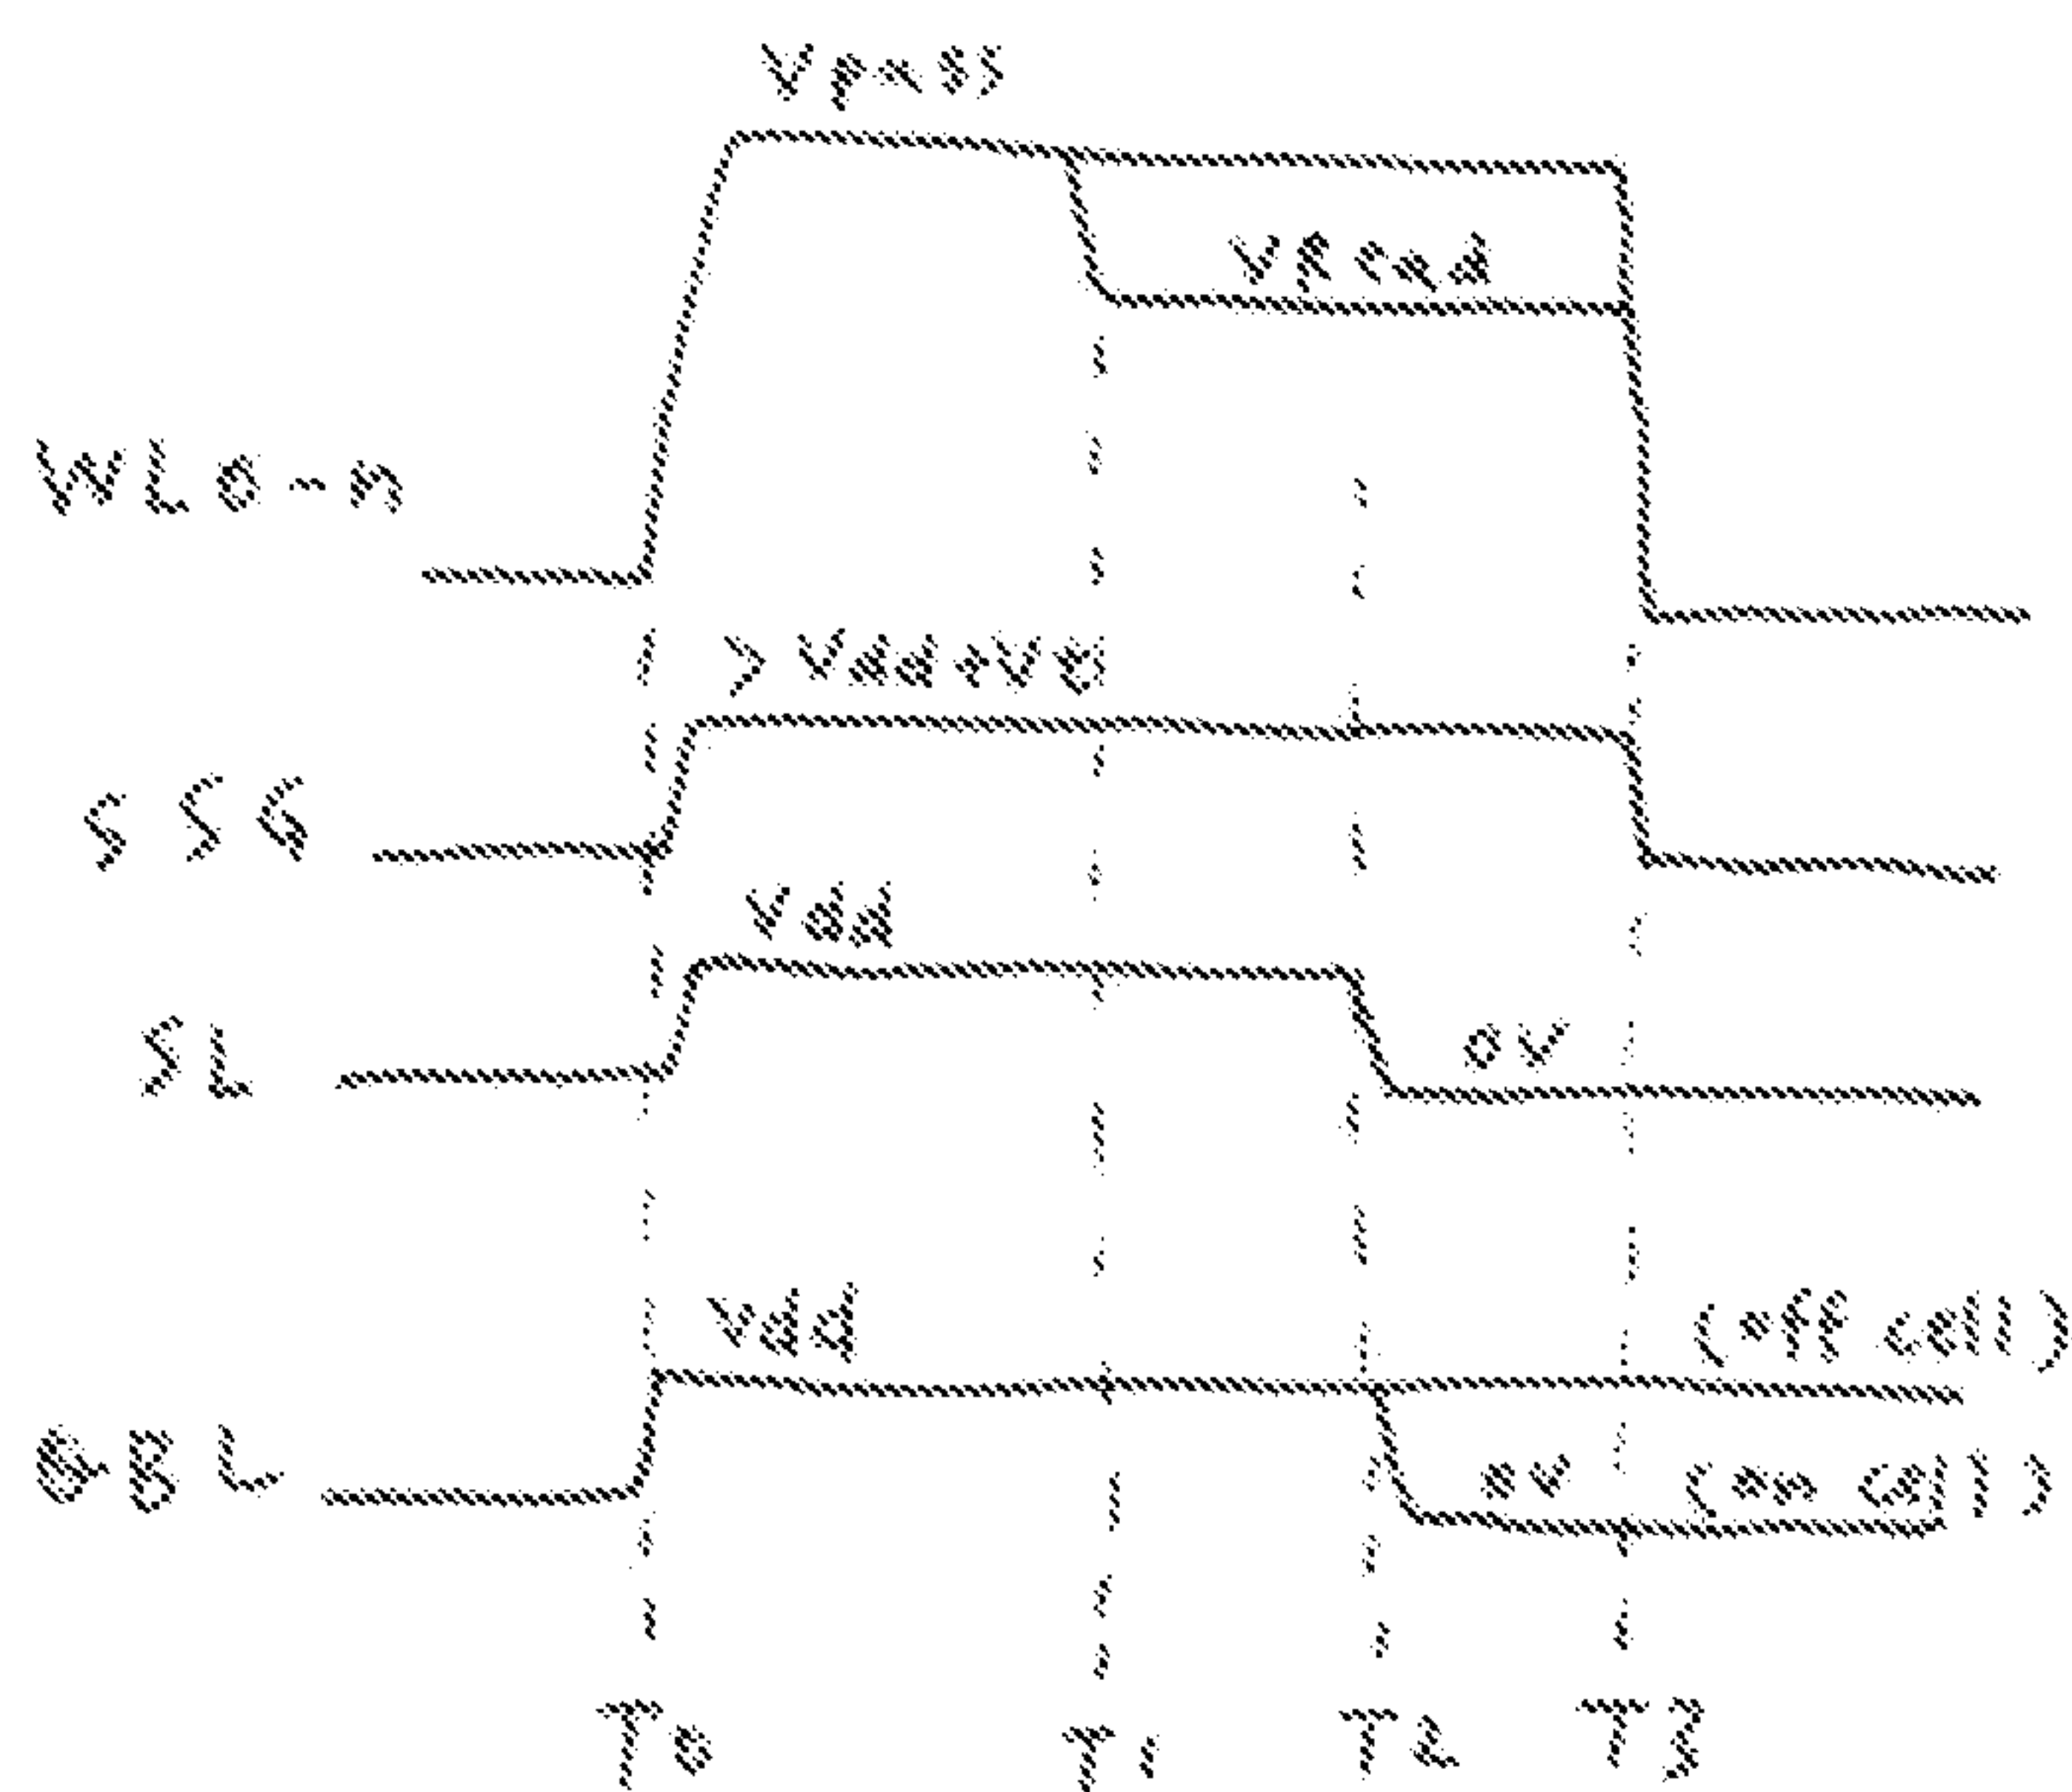 Vpass
Vread
WL0-n
>Vdd+Vt
SSG
Vdd
SL
0V
Vdd
(off cell)
GBL
0V
(on cell)
T0
T1
T2
T3